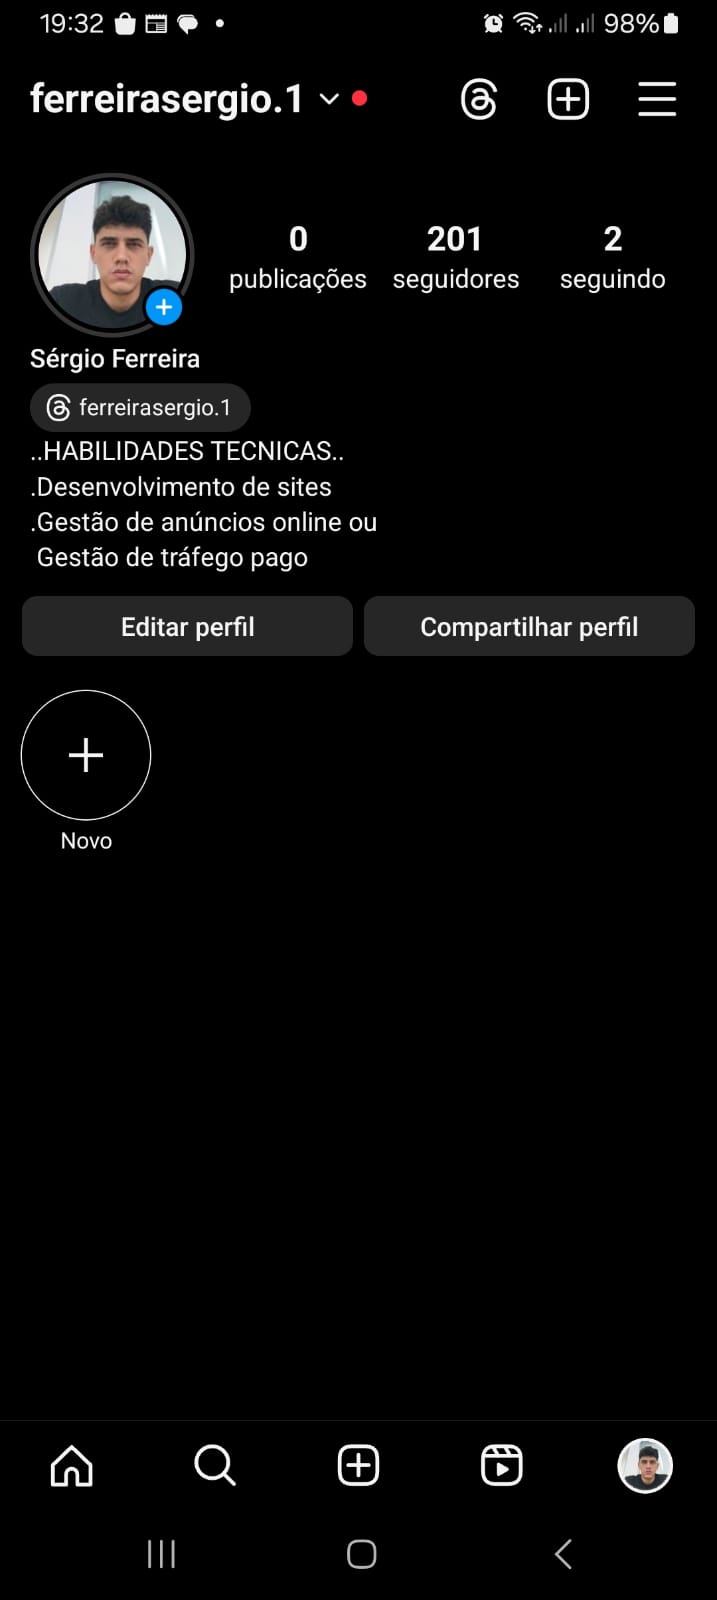 19:32 98%
ferreirasergio.1
0 201 2
publicações seguidores seguindo
Sérgio Ferreira
ferreirasergio.1
..HABILIDADES TECNICAS..
.Desenvolvimento de sites
.Gestão de anúncios online ou
Gestão de tráfego pago
Editar perfil Compartilhar perfil
Novo